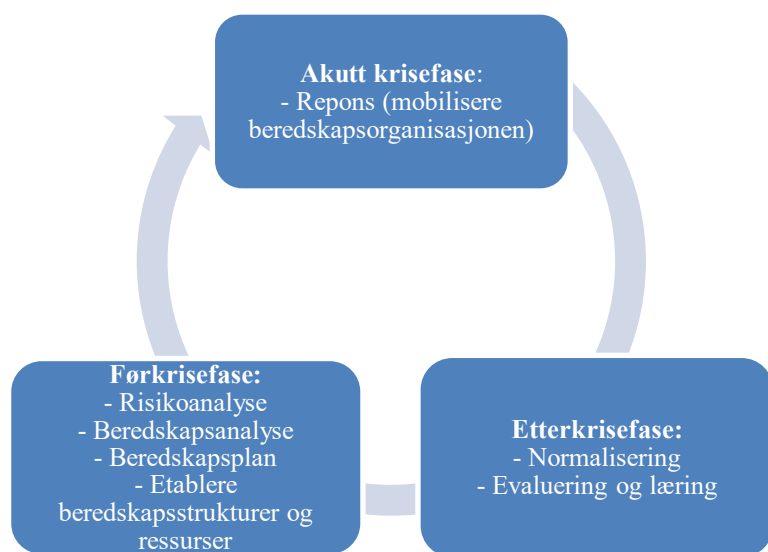 Akutt krisefase:
- Repons (mobilisere
beredskapsorganisasjonen)
Førkrisefase:
- Risikoanalyse
- Beredskapsanalyse
- Beredskapsplan
- Etablere
beredskapsstrukturer og
ressurser
Etterkrisefase:
- Normalisering
- Evaluering og læring